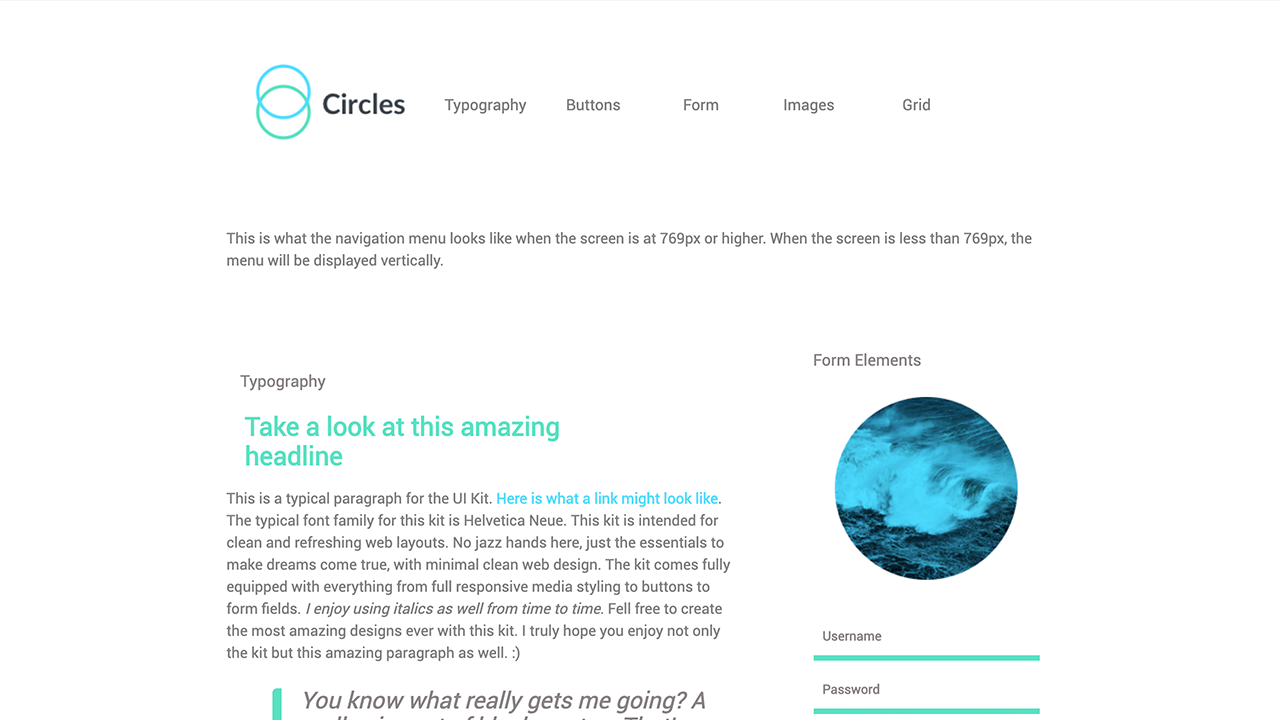 Circles
Typography
Buttons
Form
Images
Grid
This is what the navigation menu looks like when the screen is at 769px or higher. When the screen is less than 769px, the
menu will be displayed vertically.
Typography
Take a look at this amazing
headline
This is a typical paragraph for the UI Kit. Here is what a link might look like.
The typical font family for this kit is Helvetica Neue. This kit is intended for
clean and refreshing web layouts. No jazz hands here, just the essentials to
make dreams come true, with minimal clean web design. The kit comes fully
equipped with everything from full responsive media styling to buttons to
form fields. I enjoy using italics as well from time to time. Fell free to create
the most amazing designs ever with this kit. I truly hope you enjoy not only
the kit but this amazing paragraph as well. :)
You know what really gets me going? A
Form Elements
Username
Password